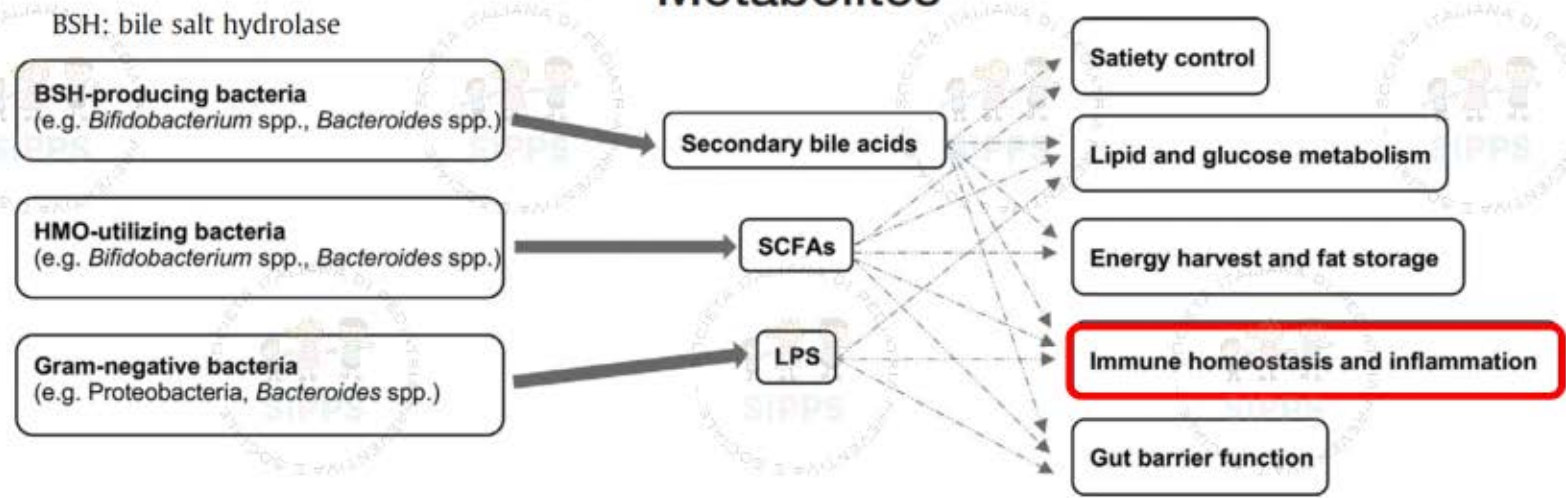 Metabolites
BSH: bile salt hydrolase
BSH-producing bacteria
(e.g. Bifidobacterium spp., Bacteroides spp.)
HMO-utilizing bacteria
(e.g. Bifidobacterium spp., Bacteroides spp.)
Gram-negative bacteria
(e.g. Proteobacteria, Bacteroides spp.)
Secondary bile acids
SCFAs
LPS
Satiety control
Lipid and glucose metabolism
Energy harvest and fat storage
Immune homeostasis and inflammation
Gut barrier function
SIPPS